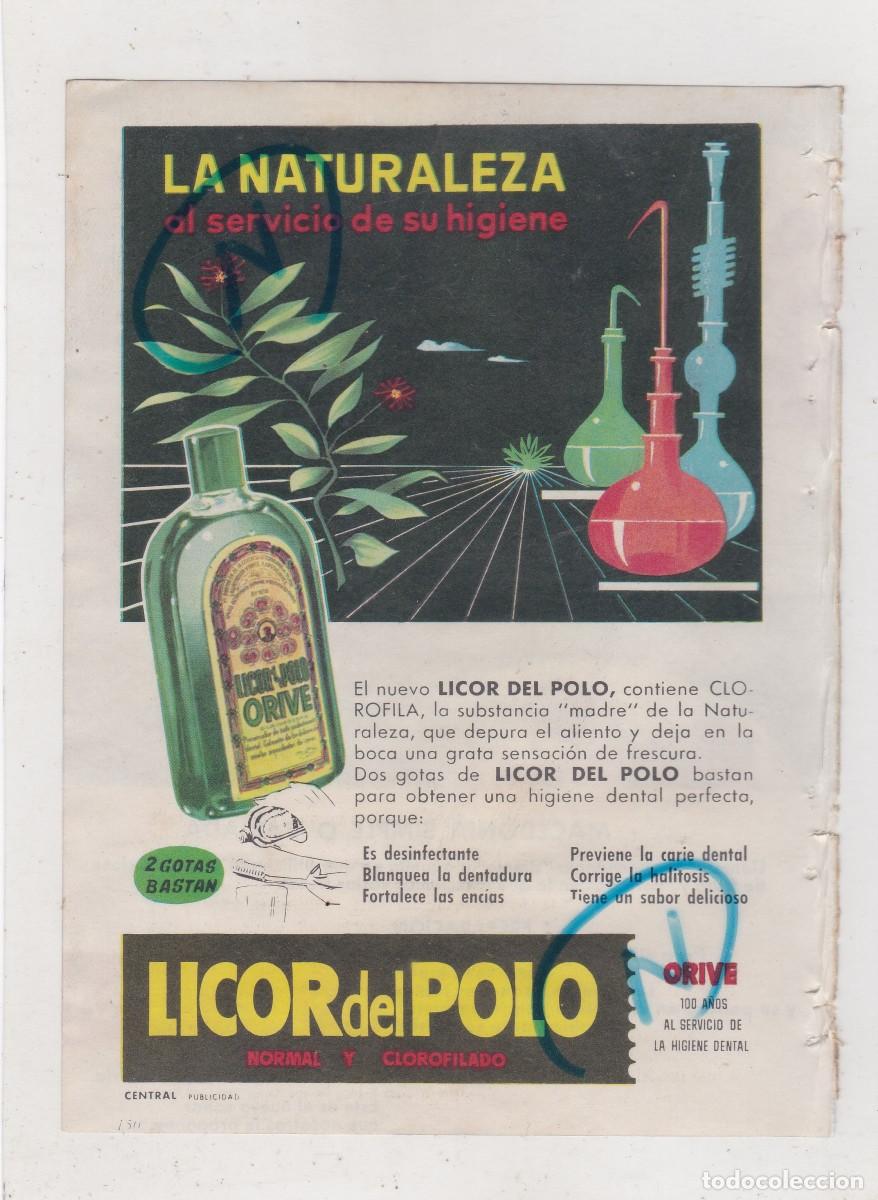 LA NATURALEZA
al servicio de su higiene
LICOR del POLO
ORIVE
El nuevo LICOR DEL POLO, contiene CLO-
ROFILA, la substancia "madre" de la Natu-
raleza, que depura el aliento y deja en la
boca una grata sensación de frescura.
Dos gotas de LICOR DEL POLO bastan
para obtener una higiene dental perfecta,
porque:
2 GOTAS
BASTAN
Es desinfectante
Blanquea la dentadura
Fortalece las encías
Previene la carie dental
Corrige la halitosis
Tiene un sabor delicioso
LICOR del POLO
NORMAL Y CLOROFILADO
ORIVE
100 AÑOS
AL SERVICIO DE
LA HIGIENE DENTAL
N
N
CENTRAL PUBLICIDAD
todocoleccion